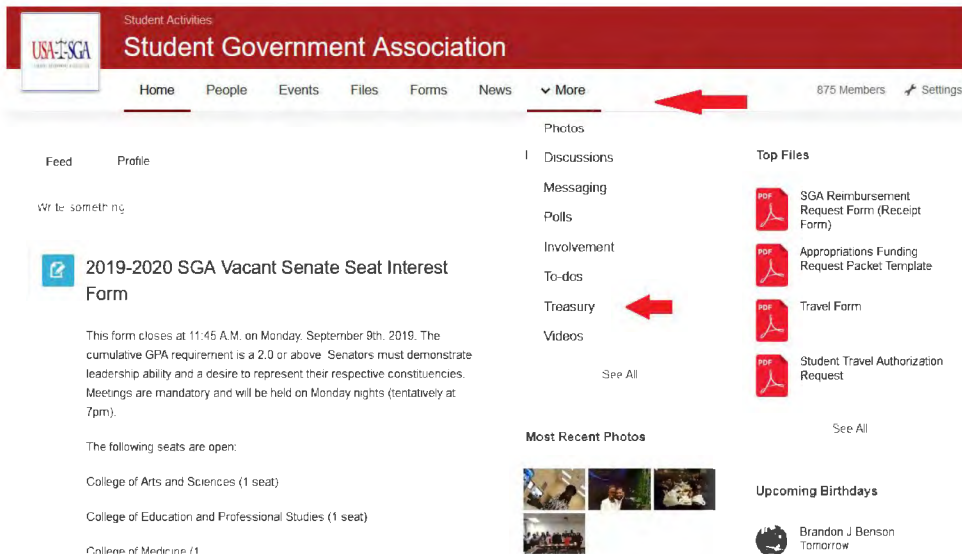 Student Activities
USA SGA
Student Government Association
Home People Events Files Forms News More
875 Members Settings
Photos
Discussions
Messaging
Polls
Involvement
To-dos
Treasury
Videos
See All
Feed Profile
Write something
2019-2020 SGA Vacant Senate Seat Interest
Form
This form closes at 11:45 A.M. on Monday, September 9th, 2019. The
cumulative GPA requirement is a 2.0 or above Senators must demonstrate
leadership ability and a desire to represent their respective constituencies.
Meetings are mandatory and will be held on Monday nights (tentatively at
7pm).
The following seats are open:
College of Arts and Sciences (1 seat)
College of Education and Professional Studies (1 seat)
College of Medicine (1
Most Recent Photos
Top Files
PDF
SGA Reimbursement
Request Form (Receipt
Form)
PDF
Appropriations Funding
Request Packet Template
PDF
Travel Form
PDF
Student Travel Authorization
Request
See All
Upcoming Birthdays
Brandon J Benson
Tomorrow